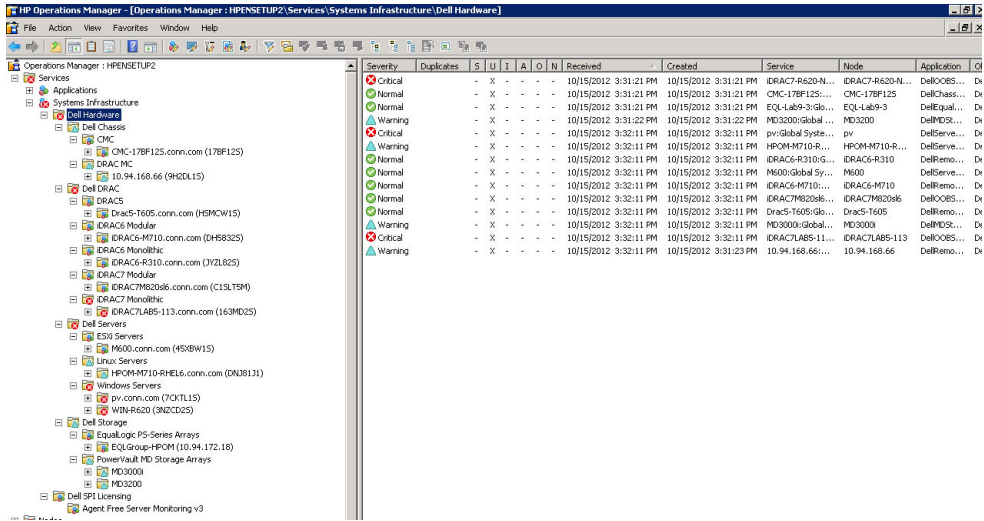 HP Operations Manager - [Operations Manager : HPENSETUP2\Services\Systems Infrastructure\Dell Hardware]
File Action View Favorites Window Help
Operations Manager : HPENSETUP2
Services
Applications
Systems Infrastructure
Dell Hardware
Dell Chassis
CMC
CMC-17BF12S.conn.com (17BF12S)
DRAC MC
10.94.168.66 (9H2DL1S)
Dell DRAC
DRAC5
Drac5-T605.conn.com (HSMCW1S)
iDRAC6 Modular
iDRAC6-M710.conn.com (DH5832S)
iDRAC6 Monolithic
iDRAC6-R310.conn.com (JYZL82S)
iDRAC7 Modular
iDRAC7M820sl6.conn.com (C1SLT5M)
iDRAC7 Monolithic
iDRAC7LAB5-113.conn.com (163MD2S)
Dell Servers
ESXi Servers
M600.conn.com (45XBW1S)
Linux Servers
HPOM-M710-RHEL6.conn.com (DNJ81J1)
Windows Servers
pv.conn.com (7CKTL1S)
WIN-R620 (3NZCD2S)
Dell Storage
EqualLogic PS-Series Arrays
EQLGroup-HPOM (10.94.172.18)
PowerVault MD Storage Arrays
MD3000i
MD3200
Dell SPI Licensing
Agent Free Server Monitoring v3
Severity Duplicates S U I A O N Received Created Service Node Application
Critical - X - - - - 10/15/2012 3:31:21 PM 10/15/2012 3:31:21 PM iDRAC7-R620-N... iDRAC7-R620-N... DellOOBS...
Normal - X - - - - 10/15/2012 3:31:21 PM 10/15/2012 3:31:21 PM CMC-17BF12S:... CMC-17BF12S DellChass...
Normal - X - - - - 10/15/2012 3:31:21 PM 10/15/2012 3:31:21 PM EQL-Lab9-3:Glo... EQL-Lab9-3 DellEqual...
Warning - X - - - - 10/15/2012 3:31:22 PM 10/15/2012 3:31:22 PM MD3200:Global ... MD3200 DellMDSt...
Critical - X - - - - 10/15/2012 3:32:11 PM 10/15/2012 3:32:11 PM pv:Global Syste... pv DellServe...
Warning - X - - - - 10/15/2012 3:32:11 PM 10/15/2012 3:32:11 PM HPOM-M710-R... HPOM-M710-R... DellServe...
Normal - X - - - - 10/15/2012 3:32:11 PM 10/15/2012 3:32:11 PM iDRAC6-R310:G... iDRAC6-R310 DellRemo...
Normal - X - - - - 10/15/2012 3:32:11 PM 10/15/2012 3:32:11 PM M600:Global Sy... M600 DellServe...
Normal - X - - - - 10/15/2012 3:32:11 PM 10/15/2012 3:32:11 PM iDRAC6-M710:... iDRAC6-M710 DellRemo...
Normal - X - - - - 10/15/2012 3:32:11 PM 10/15/2012 3:32:11 PM iDRAC7M820sl6:... iDRAC7M820sl6 DellOOBS...
Normal - X - - - - 10/15/2012 3:32:11 PM 10/15/2012 3:32:11 PM Drac5-T605:Glo... Drac5-T605 DellRemo...
Warning - X - - - - 10/15/2012 3:32:11 PM 10/15/2012 3:32:11 PM MD3000i:Global... MD3000i DellMDSt...
Critical - X - - - - 10/15/2012 3:32:11 PM 10/15/2012 3:32:11 PM iDRAC7LAB5-11... iDRAC7LAB5-113 DellOOBS...
Warning - X - - - - 10/15/2012 3:32:11 PM 10/15/2012 3:31:23 PM 10.94.168.66:... 10.94.168.66 DellRemo...